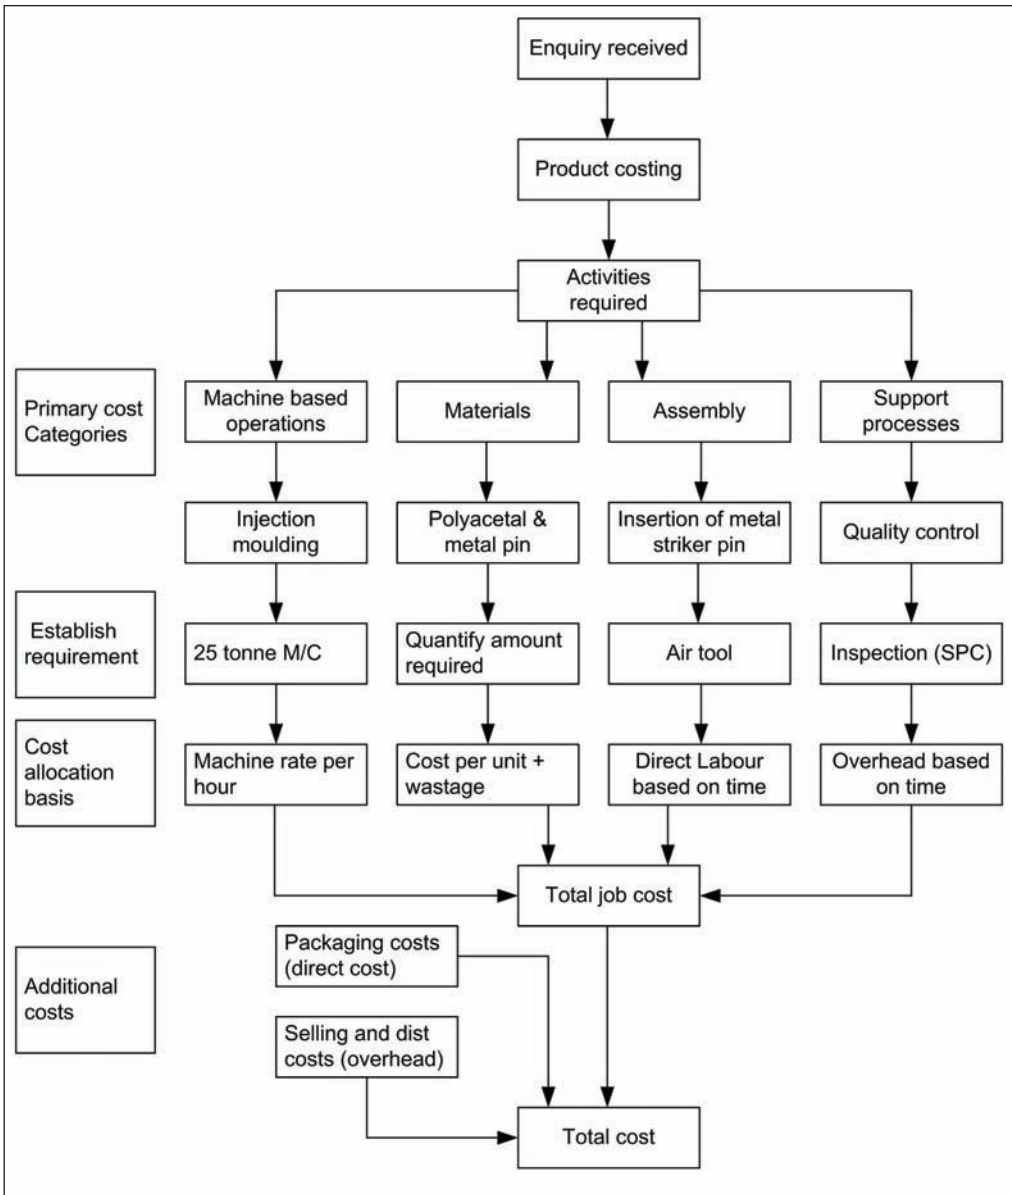 Enquiry received
Product costing
Activities
required
Primary cost
Categories
Machine based
operations
Materials
Assembly
Support
processes
Injection
moulding
Polyacetal &
metal pin
Insertion of metal
striker pin
Quality control
Establish
requirement
25 tonne M/C
Quantify amount
required
Air tool
Inspection (SPC)
Cost
allocation
basis
Machine rate per
hour
Cost per unit +
wastage
Direct Labour
based on time
Overhead based
on time
Total job cost
Additional
costs
Packaging costs
(direct cost)
Selling and dist
costs (overhead)
Total cost